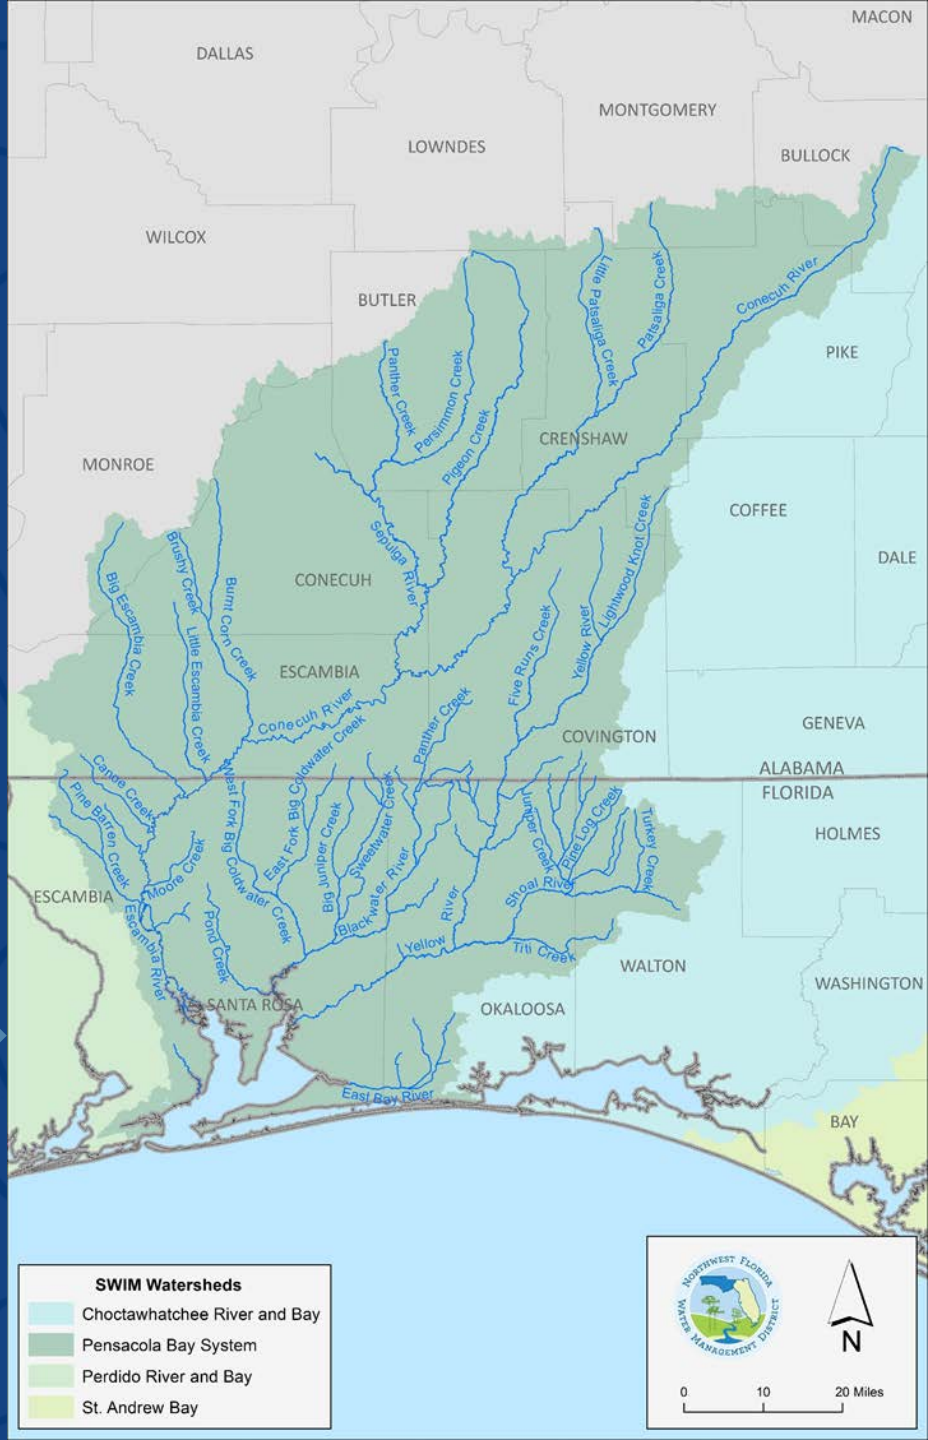 MACON
DALLAS
MONTGOMERY
LOWNDES
BULLOCK
WILCOX
Little Patsaliga Creek
Patsaliga Creek
Conecuh River
BUTLER
PIKE
Panther Creek
Persimmon Creek
Pigeon Creek
CRENSHAW
MONROE
COFFEE
Sepulga River
Lightwood Knot Creek
DALE
Brushy Creek
Big Escambia Creek
Burnt Corn Creek
CONECUH
Little Escambia Creek
Five Runs Creek
Yellow River
ESCAMBIA
Conecuh River
Panther Creek
GENEVA
COVINGTON
ALABAMA
FLORIDA
Canoe Creek
Pine Barren Creek
West Fork Big Coldwater Creek
East Fork Big Coldwater Creek
Big Juniper Creek
Sweetwater Creek
Juniper Creek
Pine Log Creek
Turkey Creek
HOLMES
Moore Creek
ESCAMBIA
Shoal River
Blackwater River
Escambia River
Pond Creek
Yellow River
Titi Creek
WALTON
WASHINGTON
SANTA ROSA
OKALOOSA
East Bay River
BAY
SWIM Watersheds
Choctawhatchee River and Bay
Pensacola Bay System
Perdido River and Bay
St. Andrew Bay
NORTHWEST FLORIDA
WATER MANAGEMENT DISTRICT
N
0 10 20 Miles